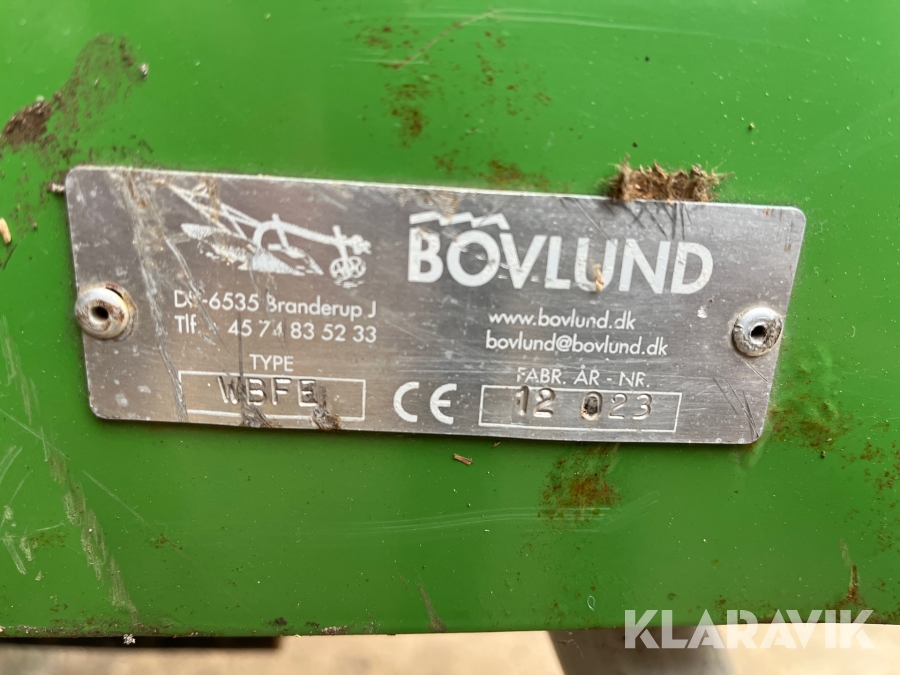 BOVLUND
DK-6535 Branderup J
Tlf. 45 74 83 52 33
www.bovlund.dk
bovlund@bovlund.dk
TYPE
WBFE
CE
FABR. ÅR - NR.
12 023
KLARAVIK